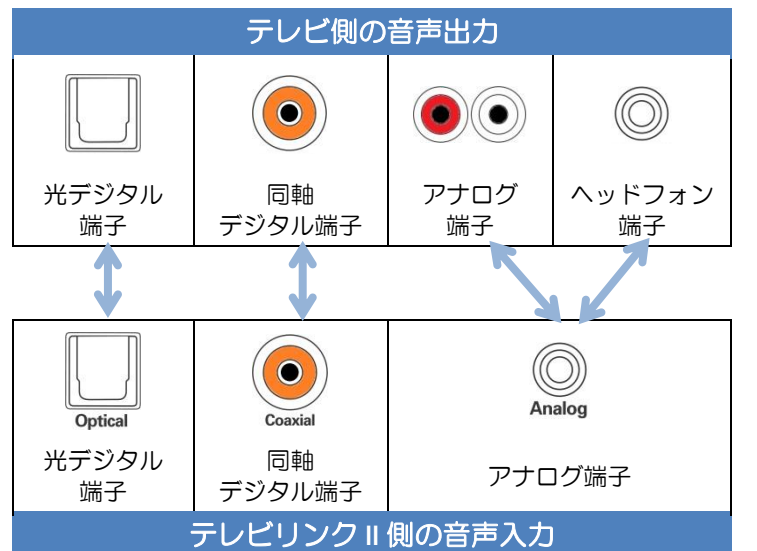 テレビ側の音声出力
光デジタル
端子
同軸
デジタル端子
アナログ
端子
ヘッドフォン
端子
Optical
光デジタル
端子
Coaxial
同軸
デジタル端子
Analog
アナログ端子
テレビリンク II 側の音声入力